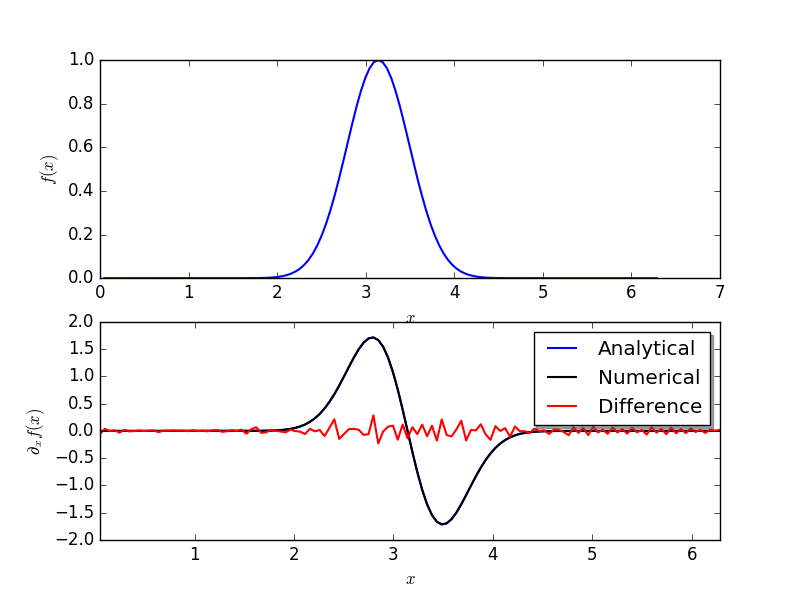 1.0
0.8
0.6
0.4
0.2
0.0
f(x)
0 1 2 3 4 5 6 7
x
2.0
1.5
1.0
0.5
0.0
−0.5
−1.0
−1.5
−2.0
∂ₓf(x)
Analytical
Numerical
Difference
1 2 3 4 5 6
x